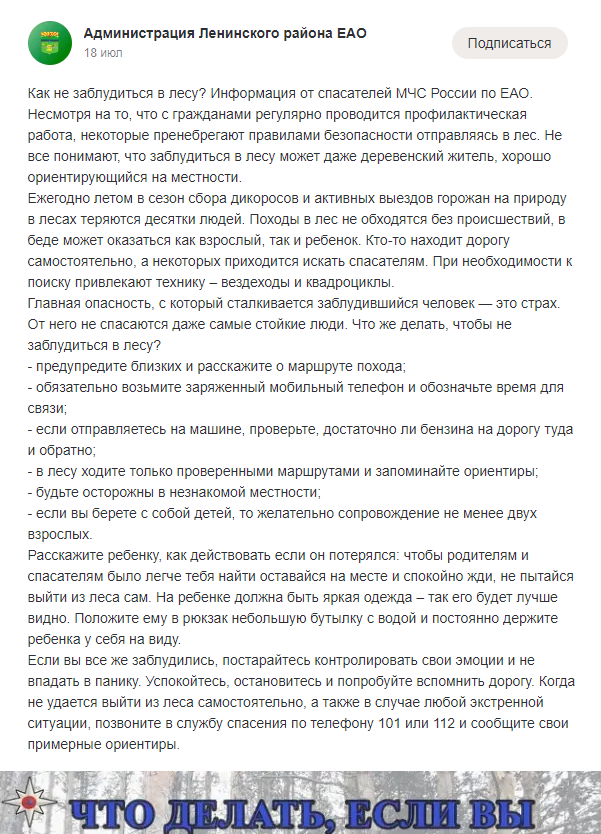 Администрация Ленинского района ЕАО
18 июл
Подписаться
Как не заблудиться в лесу? Информация от спасателей МЧС России по ЕАО.
Несмотря на то, что с гражданами регулярно проводится профилактическая
работа, некоторые пренебрегают правилами безопасности отправляясь в лес. Не
все понимают, что заблудиться в лесу может даже деревенский житель, хорошо
ориентирующийся на местности.
Ежегодно летом в сезон сбора дикоросов и активных выездов горожан на природу
в лесах теряются десятки людей. Походы в лес не обходятся без происшествий, в
беде может оказаться как взрослый, так и ребенок. Кто-то находит дорогу
самостоятельно, а некоторых приходится искать спасателям. При необходимости к
поиску привлекают технику – вездеходы и квадроциклы.
Главная опасность, с который сталкивается заблудившийся человек — это страх.
От него не спасаются даже самые стойкие люди. Что же делать, чтобы не
заблудиться в лесу?
- предупредите близких и расскажите о маршруте похода;
- обязательно возьмите заряженный мобильный телефон и обозначьте время для
связи;
- если отправляетесь на машине, проверьте, достаточно ли бензина на дорогу туда
и обратно;
- в лесу ходите только проверенными маршрутами и запоминайте ориентиры;
- будьте осторожны в незнакомой местности;
- если вы берете с собой детей, то желательно сопровождение не менее двух
взрослых.
Расскажите ребенку, как действовать если он потерялся: чтобы родителям и
спасателям было легче тебя найти оставайся на месте и спокойно жди, не пытайся
выйти из леса сам. На ребенке должна быть яркая одежда – так его будет лучше
видно. Положите ему в рюкзак небольшую бутылку с водой и постоянно держите
ребенка у себя на виду.
Если вы все же заблудились, постарайтесь контролировать свои эмоции и не
впадать в панику. Успокойтесь, остановитесь и попробуйте вспомнить дорогу. Когда
не удается выйти из леса самостоятельно, а также в случае любой экстренной
ситуации, позвоните в службу спасения по телефону 101 или 112 и сообщите свои
примерные ориентиры.
ЧТО ДЕЛАТЬ, ЕСЛИ ВЫ